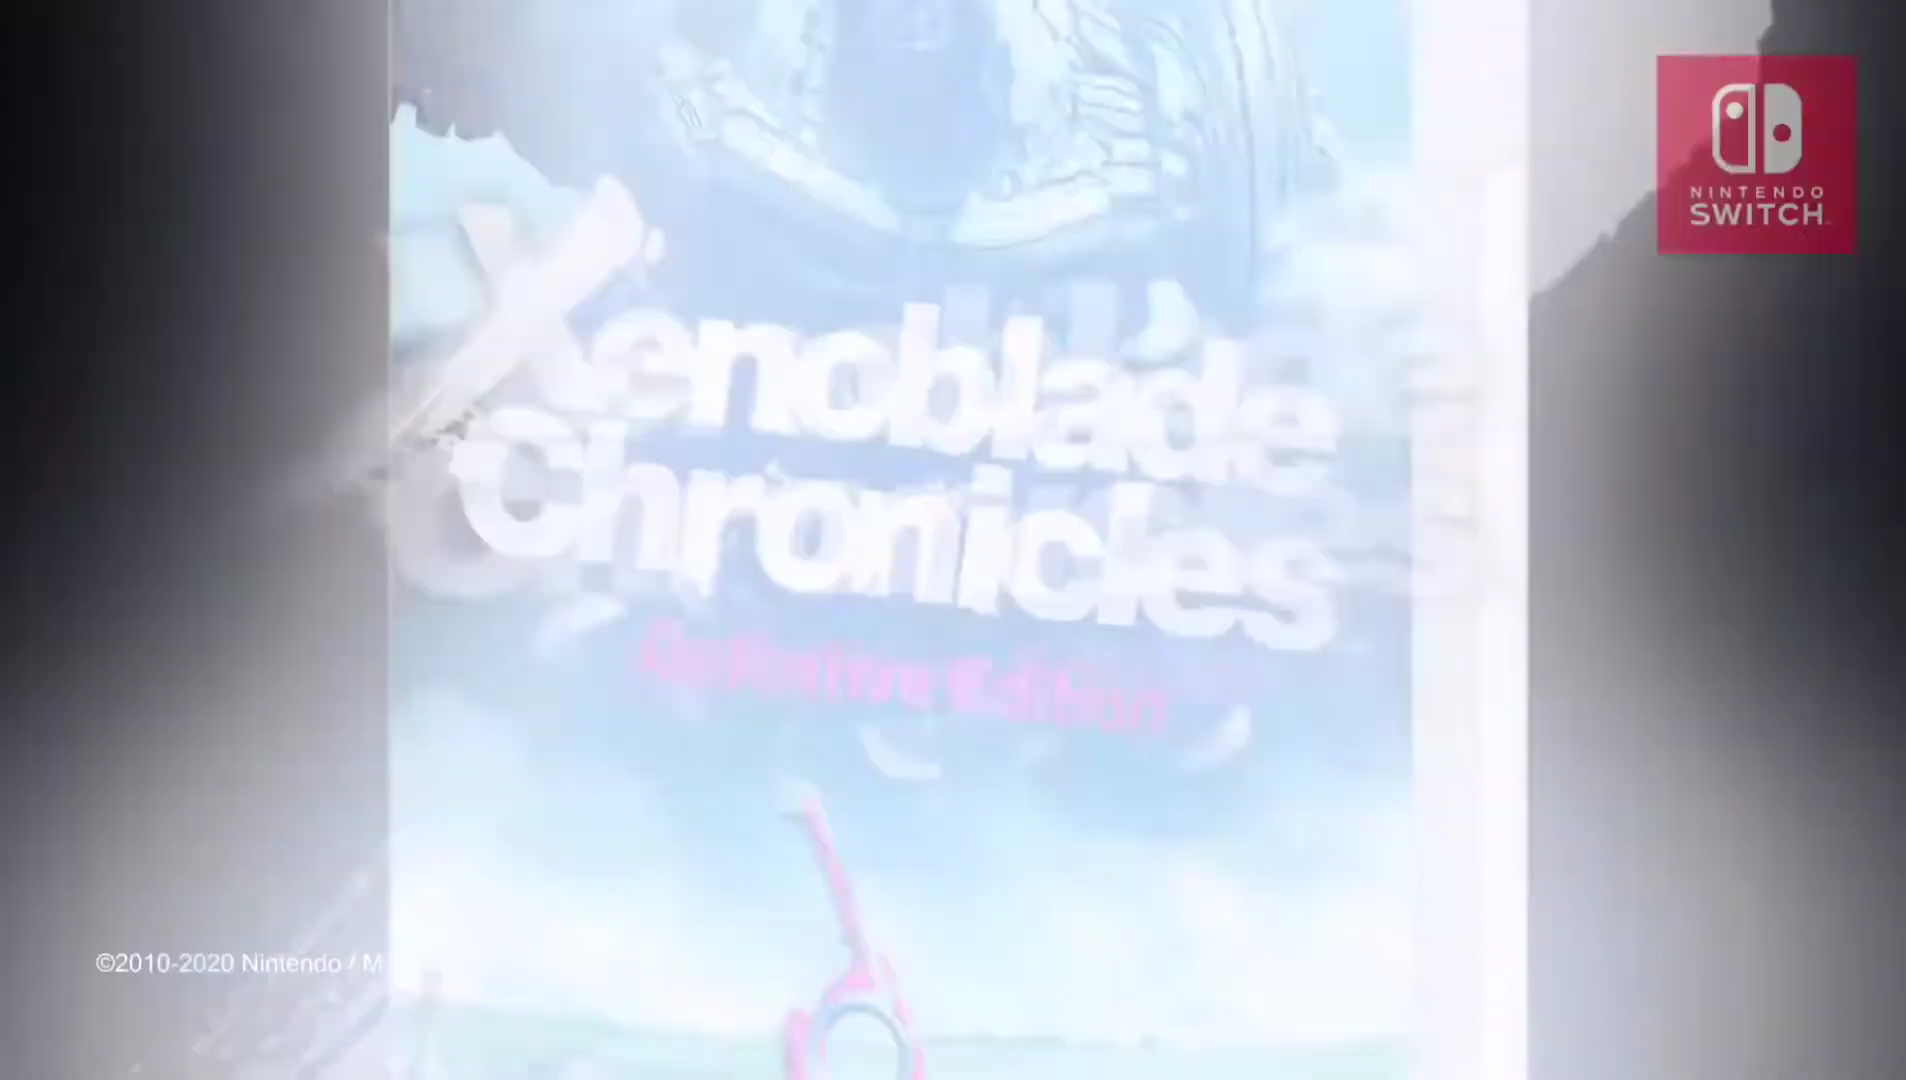 NINTENDO
SWITCH
Xenoblade
Chronicles
Definitive Edition
©2010-2020 Nintendo / M